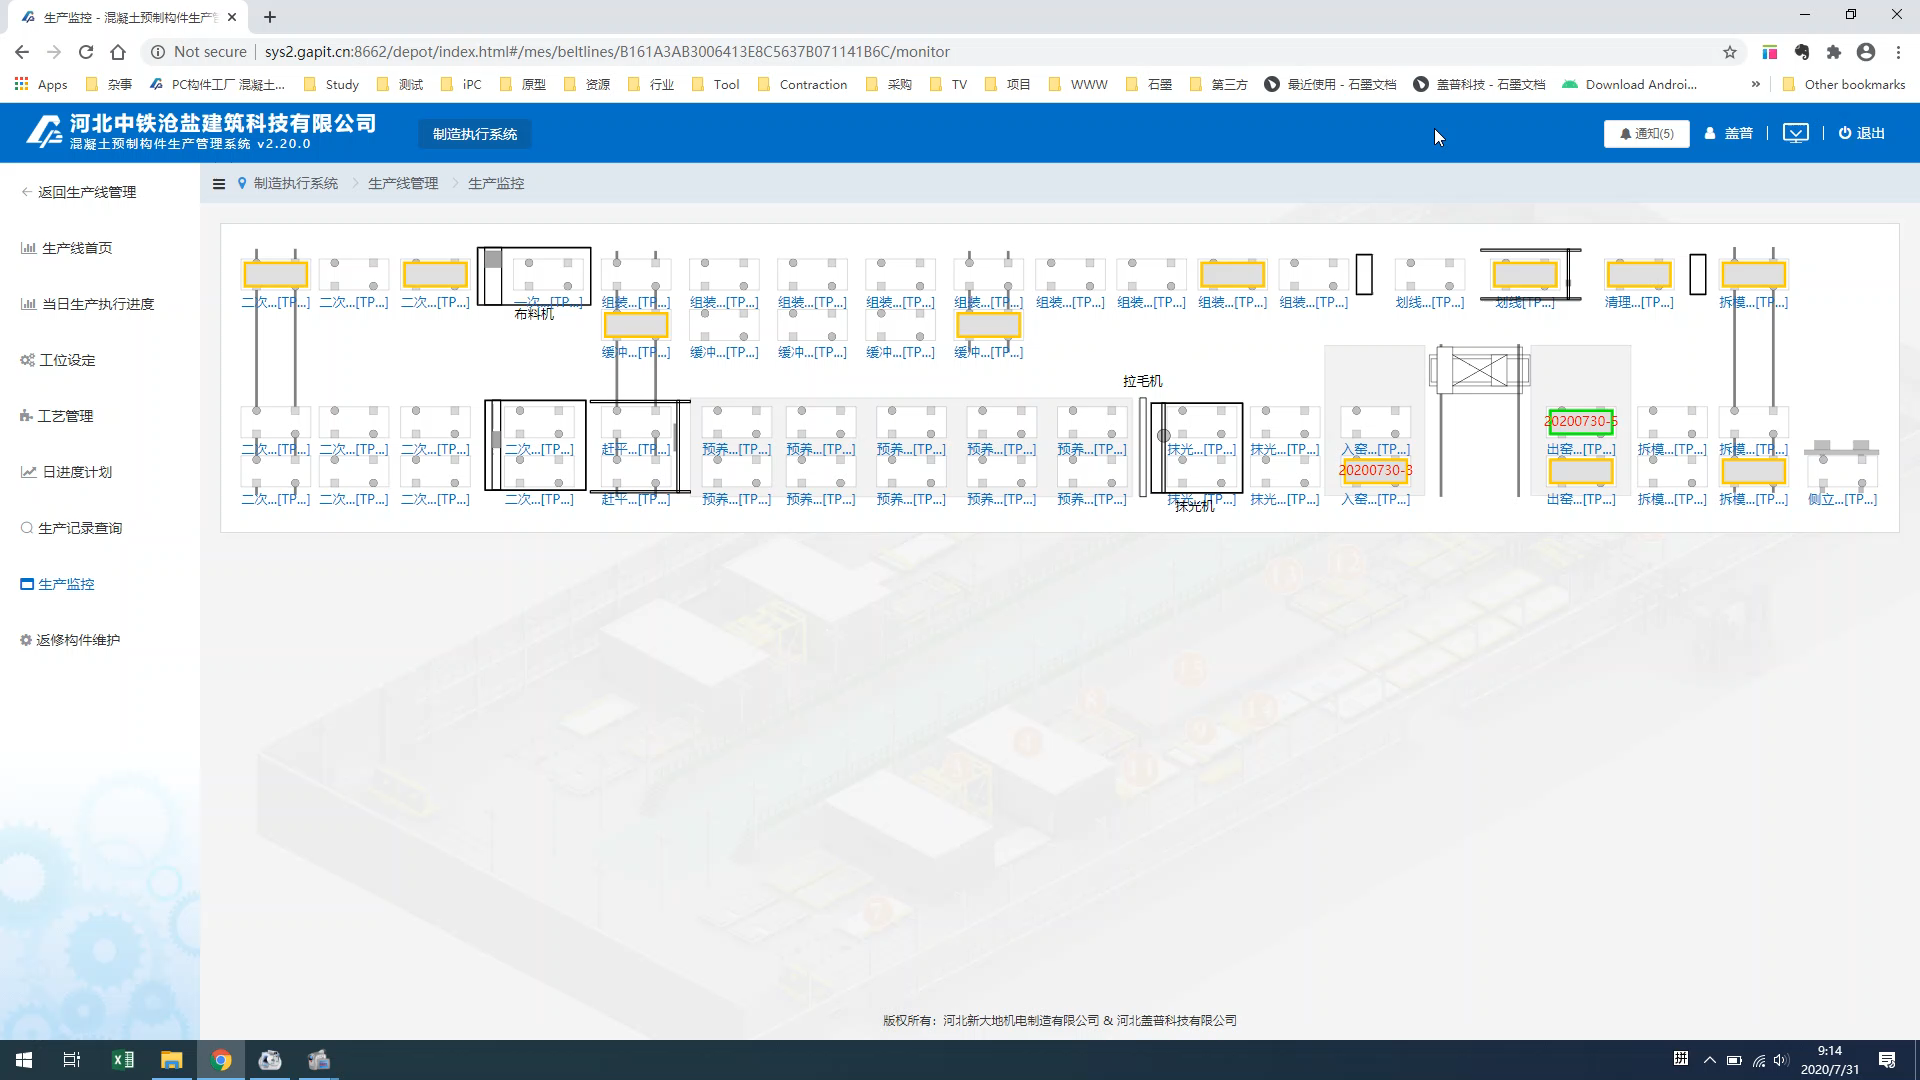 生产监控 - 混凝土预制构件生产管
Not secure sys2.gapit.cn:8662/depot/index.html#/mes/beltlines/B161A3AB3006413E8C5637B071141B6C/monitor
Apps 杂事 PC构件工厂 混凝土... Study 测试 iPC 原型 资源 行业 Tool Contraction 采购 TV 项目 WWW 石墨 第三方 最近使用 - 石墨文档 盖普科技 - 石墨文档 Download Androi... » Other bookmarks
河北中铁沧盐建筑科技有限公司
混凝土预制构件生产管理系统 v2.20.0
制造执行系统
通知(5) 盖普 退出
返回生产线管理
生产线首页
当日生产执行进度
工位设定
工艺管理
日进度计划
生产记录查询
生产监控
返修构件维护
制造执行系统 生产线管理 生产监控
二次...[TP...] 二次...[TP...] 二次...[TP...] 一次...[TP...] 组装...[TP...] 组装...[TP...] 组装...[TP...] 组装...[TP...] 组装...[TP...] 组装...[TP...] 组装...[TP...] 组装...[TP...] 组装...[TP...] 划线...[TP...] 划线[TP...] 清理...[TP...] 拆模...[TP...]
布料机
缓冲...[TP...] 缓冲...[TP...] 缓冲...[TP...] 缓冲...[TP...] 缓冲...[TP...]
拉毛机
20200730-5
二次...[TP...] 二次...[TP...] 二次...[TP...] 二次...[TP...] 赶平...[TP...] 预养...[TP...] 预养...[TP...] 预养...[TP...] 预养...[TP...] 预养...[TP...] 抹光...[TP...] 抹光...[TP...] 入窑...[TP...] 出窑...[TP...] 拆模...[TP...] 拆模...[TP...]
20200730-3
二次...[TP...] 二次...[TP...] 二次...[TP...] 二次...[TP...] 赶平...[TP...] 预养...[TP...] 预养...[TP...] 预养...[TP...] 预养...[TP...] 预养...[TP...] 抹光...[TP...] 抹光...[TP...] 入窑...[TP...] 出窑...[TP...] 拆模...[TP...] 拆模...[TP...] 侧立...[TP...]
抹光机
版权所有：河北新大地机电制造有限公司 & 河北盖普科技有限公司
拼
9:14
2020/7/31